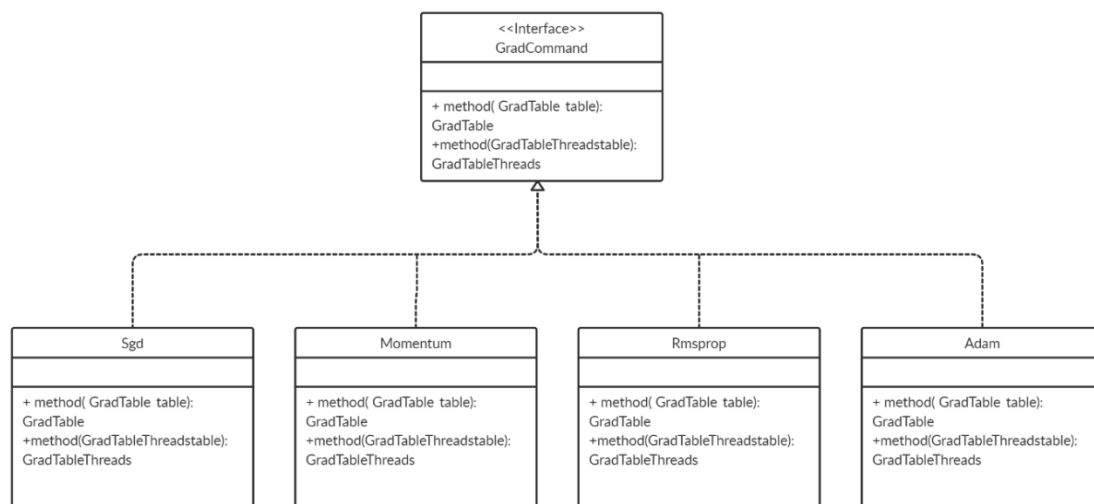 <<Interface>>
GradCommand
+ method( GradTable table):
GradTable
+method(GradTableThreadstable):
GradTableThreads
Sgd
+ method( GradTable table):
GradTable
+method(GradTableThreadstable):
GradTableThreads
Momentum
+ method( GradTable table):
GradTable
+method(GradTableThreadstable):
GradTableThreads
Rmsprop
+ method( GradTable table):
GradTable
+method(GradTableThreadstable):
GradTableThreads
Adam
+ method( GradTable table):
GradTable
+method(GradTableThreadstable):
GradTableThreads